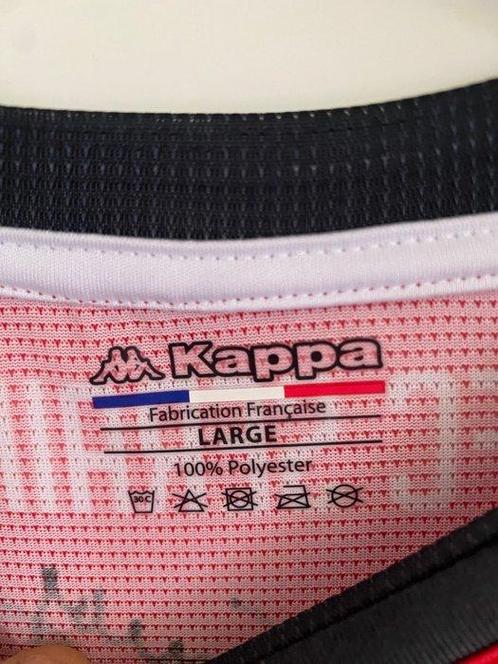 Kappa
Fabrication Française
LARGE
100% Polyester
30 C